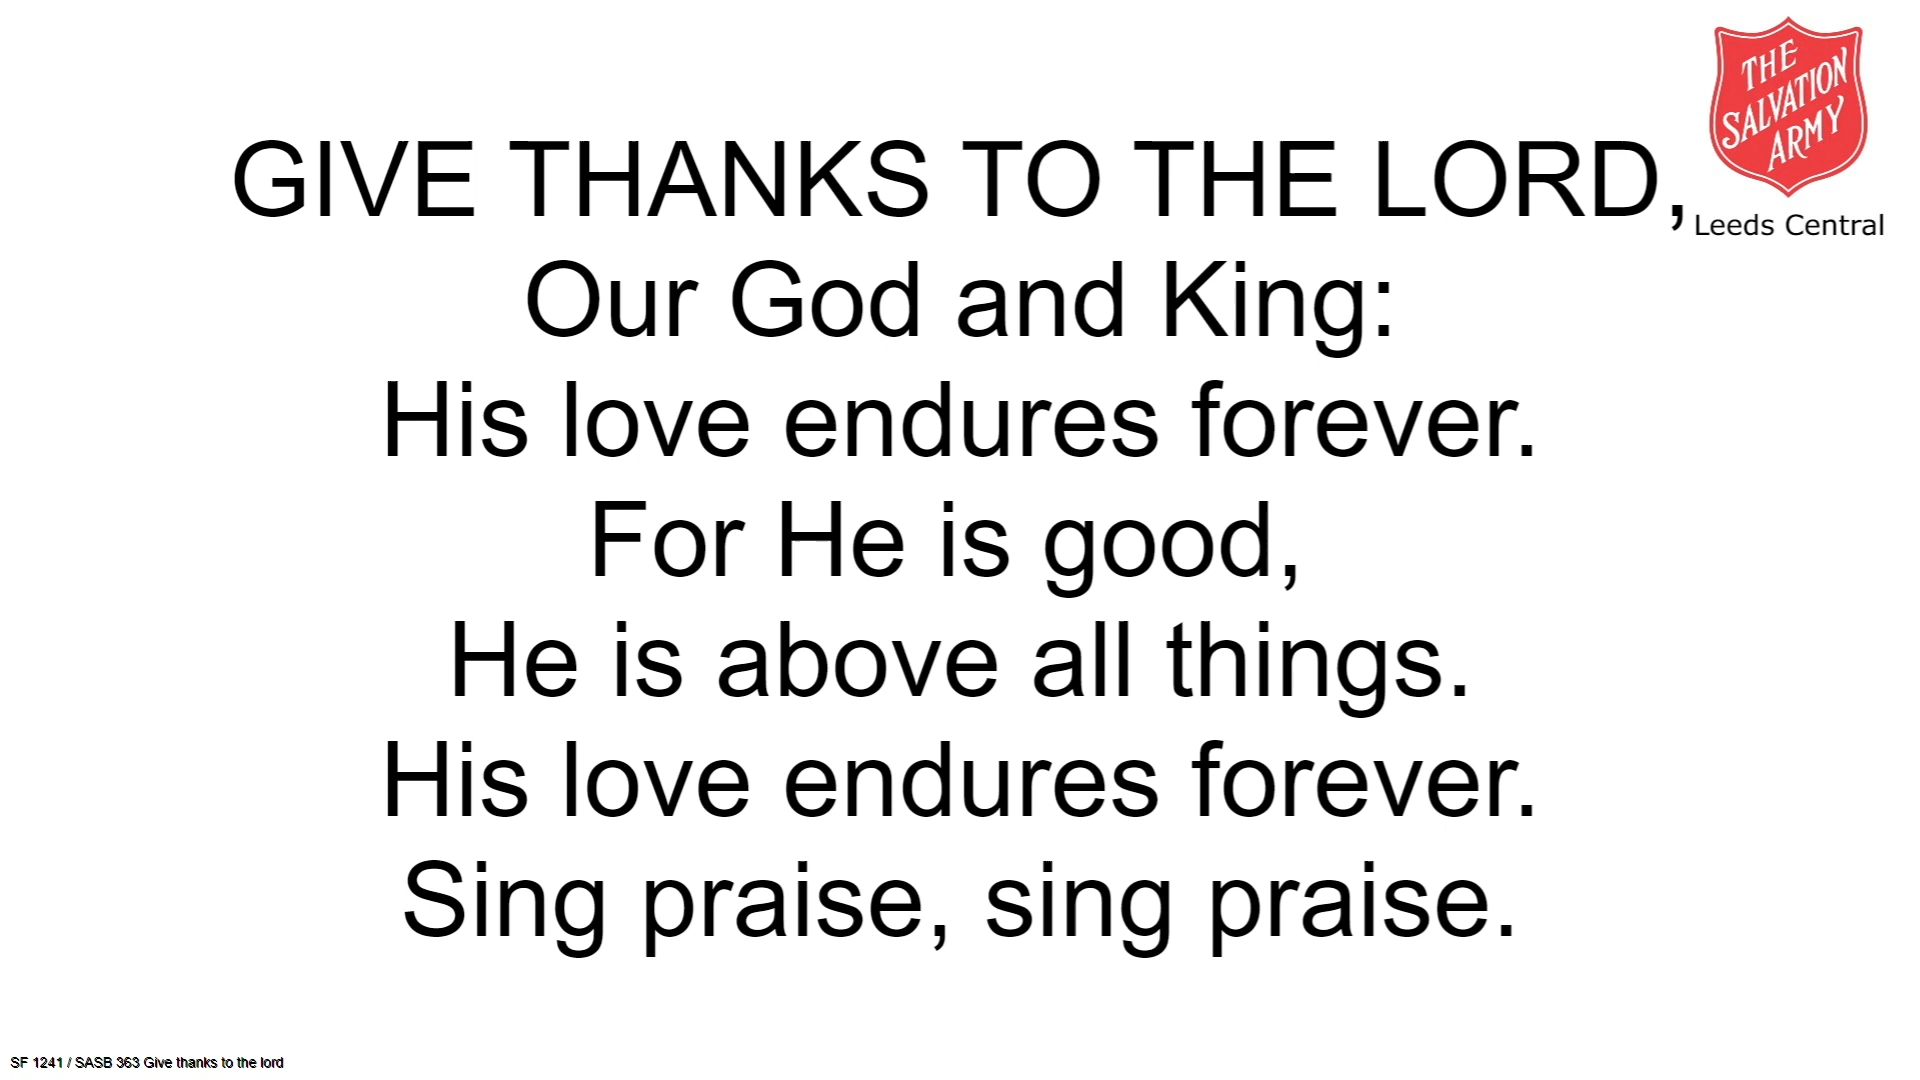 THE
SALVATION
ARMY
Leeds Central
GIVE THANKS TO THE LORD,
Our God and King:
His love endures forever.
For He is good,
He is above all things.
His love endures forever.
Sing praise, sing praise.
SF 1241 / SASB 363 Give thanks to the lord